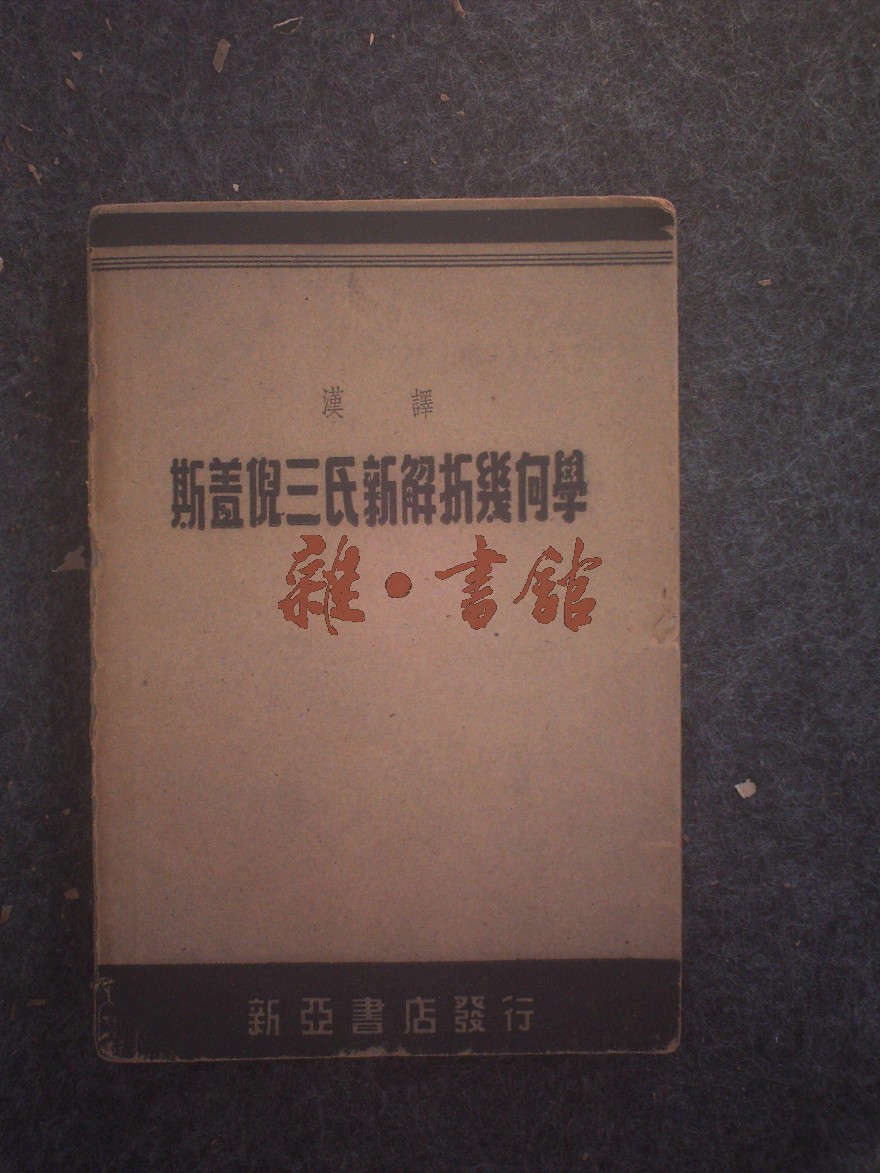 漢 譯
斯蓋倪三氏新解析幾何學
雜·書館
新亞書店發行